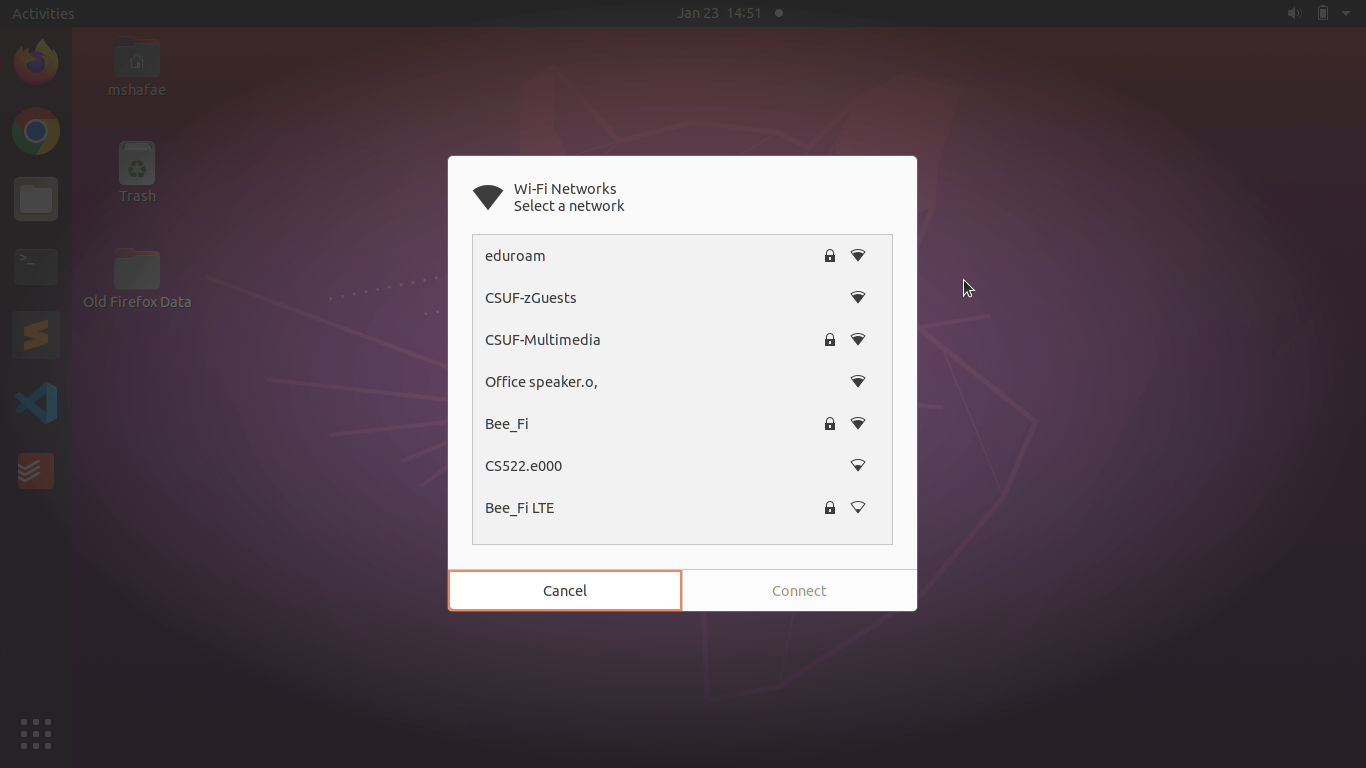 Activities
Jan 23 14:51
mshafae
Trash
Old Firefox Data
Wi-Fi Networks
Select a network
eduroam
CSUF-zGuests
CSUF-Multimedia
Office speaker.o,
Bee_Fi
CS522.e000
Bee_Fi LTE
Cancel
Connect